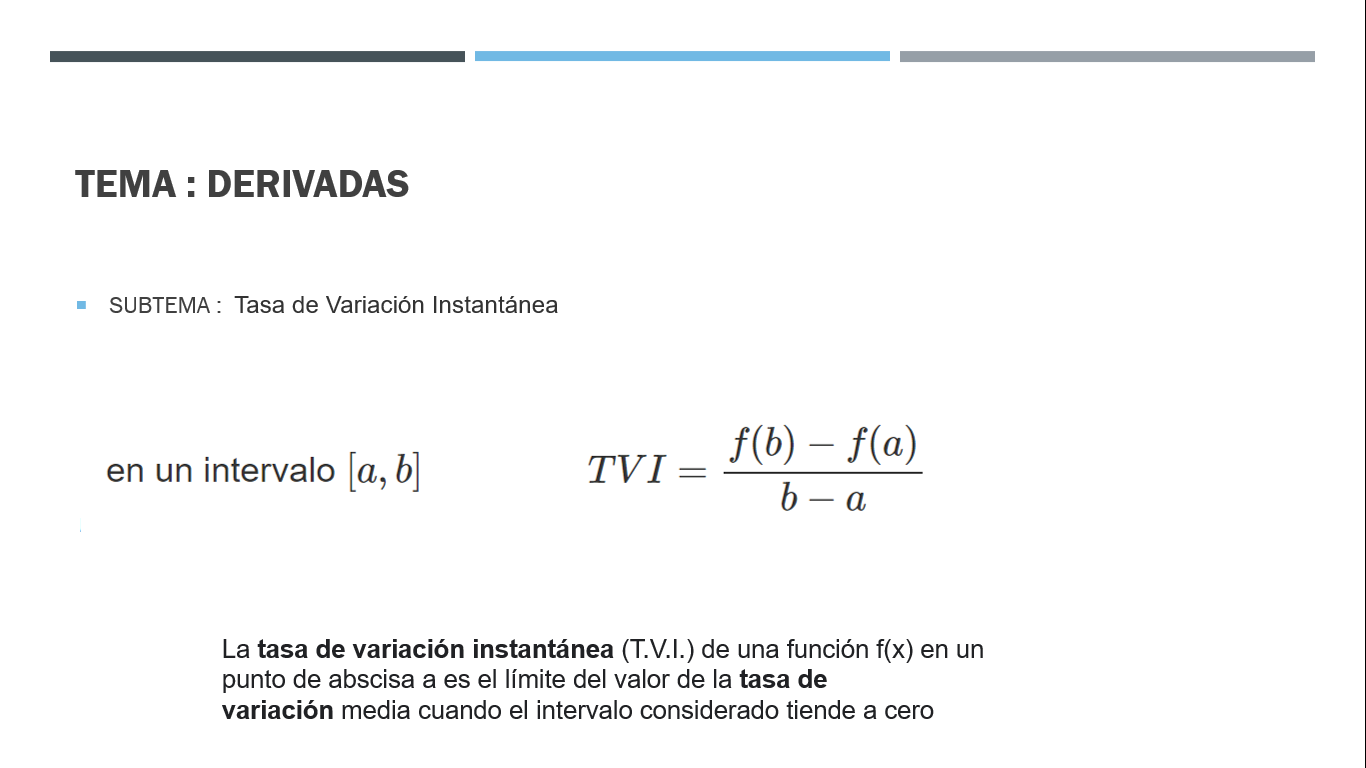 TEMA : DERIVADAS
SUBTEMA : Tasa de Variación Instantánea
en un intervalo [a, b]
TVI = \frac{f(b) - f(a)}{b - a}
La tasa de variación instantánea (T.V.I.) de una función f(x) en un
punto de abscisa a es el límite del valor de la tasa de
variación media cuando el intervalo considerado tiende a cero